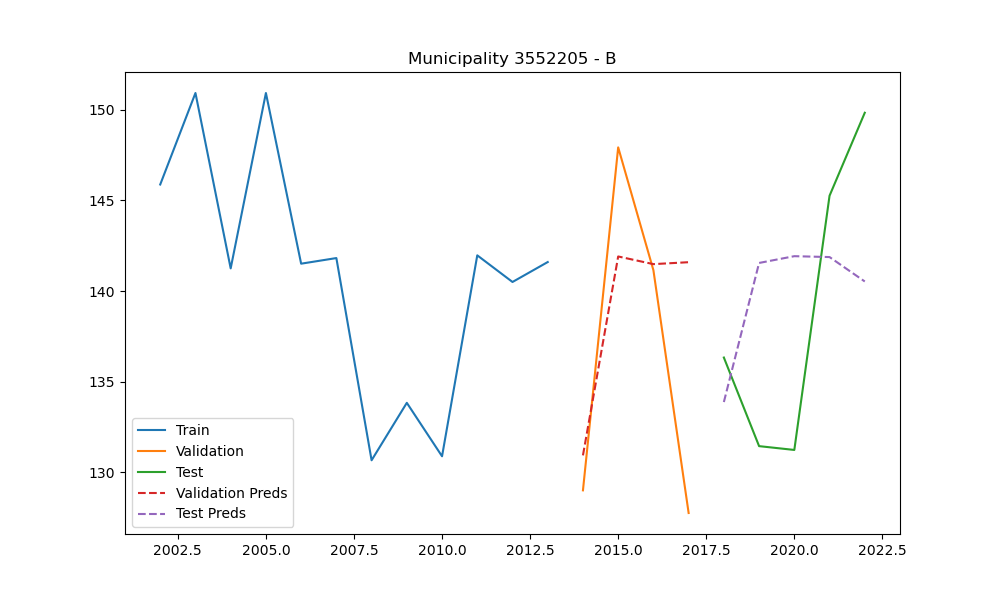 Municipality 3552205 - B
150
145
140
135
130
Train
Validation
Test
Validation Preds
Test Preds
2002.5 2005.0 2007.5 2010.0 2012.5 2015.0 2017.5 2020.0 2022.5